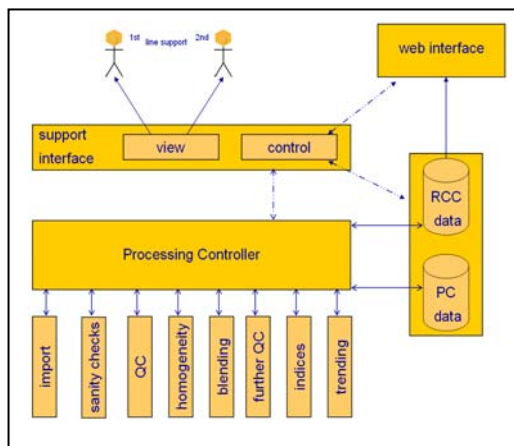 1st line support 2nd
web interface
support
interface
view
control
RCC
data
Processing Controller
PC
data
import
sanity checks
QC
homogeneity
blending
further QC
indices
trending